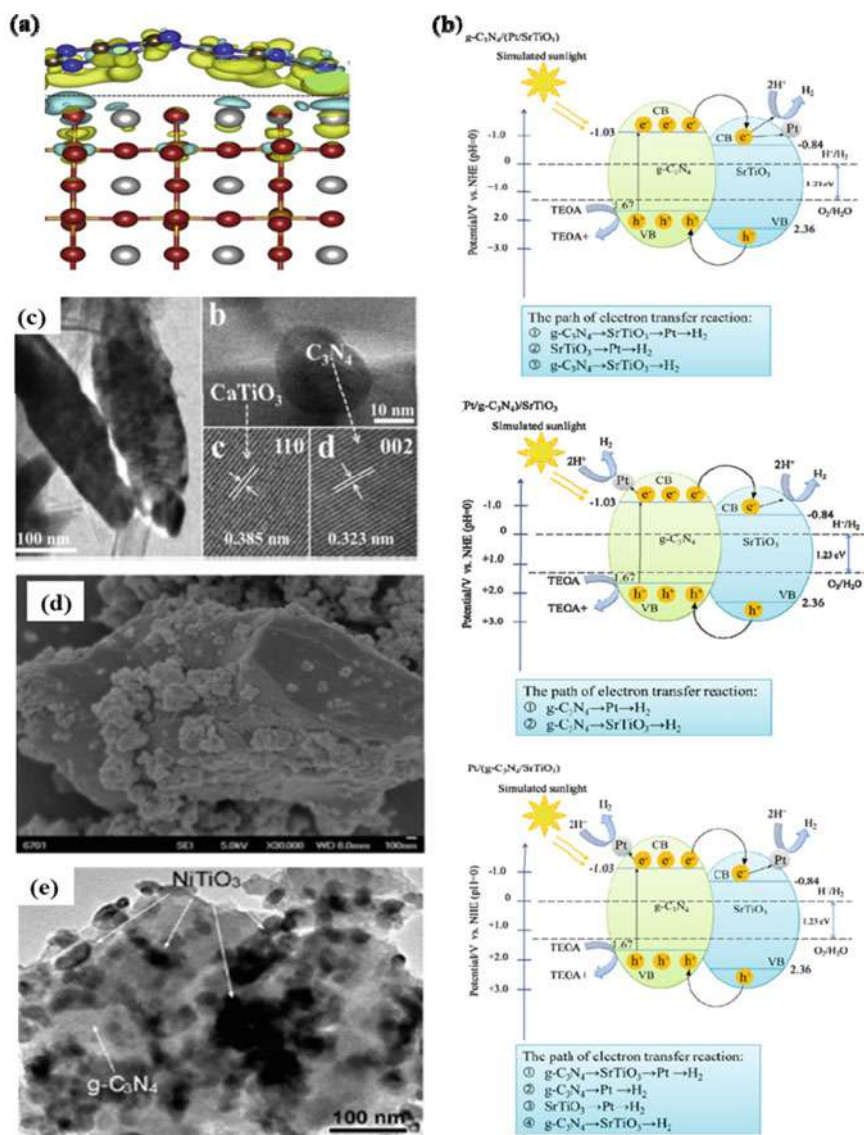 (a)
(c)
100 nm
b
C₃N₄
CaTiO₃
10 nm
c
110
0.385 nm
d
002
0.323 nm
(d)
6701 SEI 5.0kV X30,000 WD 8.0mm 100nm
(e)
NiTiO₃
g-C₃N₄
100 nm
(b)
g-C₃N₄/(Pt/SrTiO₃)
Simulated sunlight
2H⁺
H₂
Pt
CB
e⁻ e⁻ e⁻
-1.03
CB
e⁻
-0.84
-1.0
0
-1.0
2.0
-3.0
Potential/V vs. NHE (pH=0)
g-C₃N₄
SrTiO₃
H⁺/H₂
1.23 eV
O₂/H₂O
TEOA
TEOA+
1.67
h⁺ h⁺ h⁺
VB
VB
2.36
h⁺
The path of electron transfer reaction:
① g-C₃N₄→SrTiO₃→Pt→H₂
② SrTiO₃→Pt→H₂
③ g-C₃N₄→SrTiO₃→H₂
(Pt/g-C₃N₄)/SrTiO₃
Simulated sunlight
H₂
2H⁺
Pt
CB
e⁻ e⁻ e⁻
-1.03
2H⁺
H₂
CB
e⁻
-0.84
-1.0
0
+1.0
+2.0
+3.0
Potential/V vs. NHE (pH=0)
g-C₃N₄
SrTiO₃
H⁺/H₂
1.23 eV
O₂/H₂O
TEOA
TEOA+
1.67
h⁺ h⁺ h⁺
VB
VB
2.36
h⁺
The path of electron transfer reaction:
① g-C₃N₄→Pt→H₂
② g-C₃N₄→SrTiO₃→H₂
Pt/(g-C₃N₄/SrTiO₃)
Simulated sunlight
H₂
2H⁺
Pt
CB
e⁻ e⁻ e⁻
-1.03
2H⁺
H₂
Pt
CB
e⁻
-0.84
-1.0
0
+1.0
+2.0
+3.0
Potential/V vs. NHE (pH=0)
g-C₃N₄
SrTiO₃
H⁺/H₂
1.23 eV
O₂/H₂O
TEOA
TEOA+
1.67
h⁺ h⁺ h⁺
VB
VB
2.36
h⁺
The path of electron transfer reaction:
① g-C₃N₄→SrTiO₃→Pt →H₂
② g-C₃N₄→Pt →H₂
③ SrTiO₃→Pt→H₂
④ g-C₃N₄→SrTiO₃→H₂